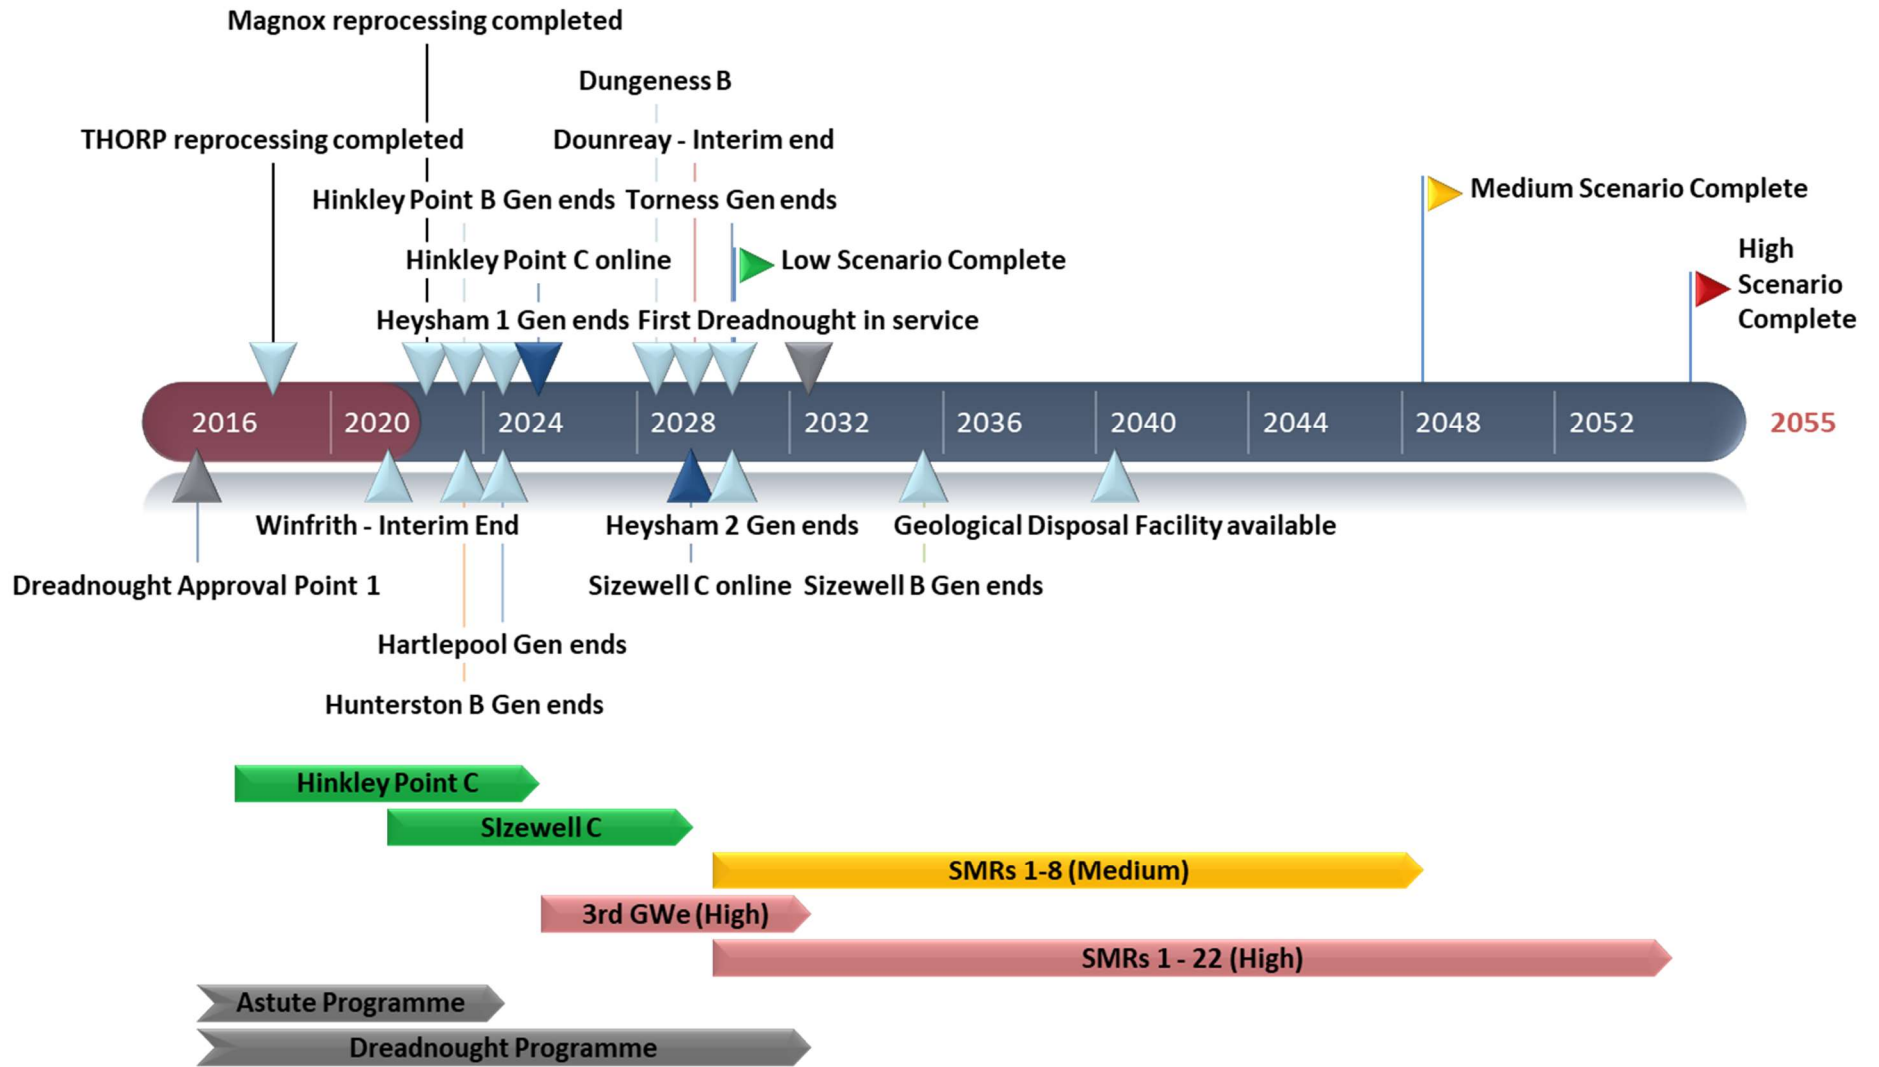 Magnox reprocessing completed
Dungeness B
THORP reprocessing completed
Dounreay - Interim end
Hinkley Point B Gen ends
Torness Gen ends
Medium Scenario Complete
Hinkley Point C online
Low Scenario Complete
High
Scenario
Complete
Heysham 1 Gen ends
First Dreadnought in service
2016
2020
2024
2028
2032
2036
2040
2044
2048
2052
2055
Winfrith - Interim End
Heysham 2 Gen ends
Geological Disposal Facility available
Dreadnought Approval Point 1
Sizewell C online
Sizewell B Gen ends
Hartlepool Gen ends
Hunterston B Gen ends
Hinkley Point C
SIzewell C
SMRs 1-8 (Medium)
3rd GWe (High)
SMRs 1 - 22 (High)
Astute Programme
Dreadnought Programme